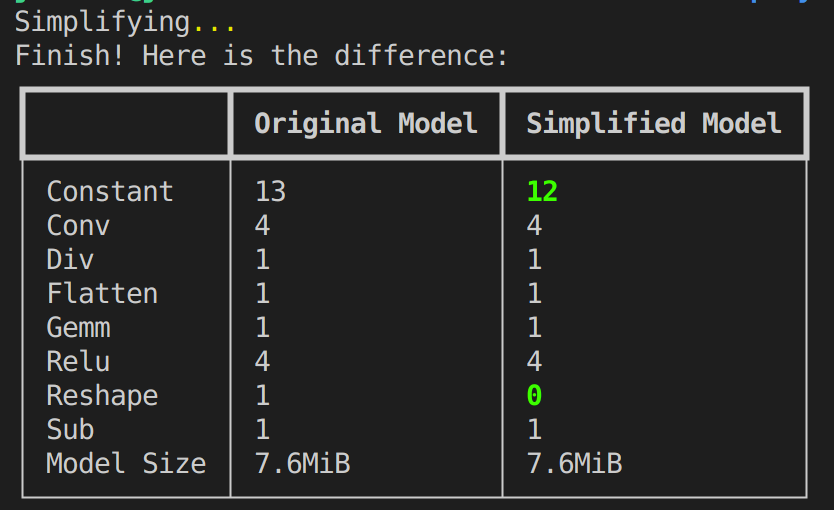 Simplifying...
Finish! Here is the difference:
Original Model Simplified Model
Constant 13 12
Conv 4 4
Div 1 1
Flatten 1 1
Gemm 1 1
Relu 4 4
Reshape 1 0
Sub 1 1
Model Size 7.6MiB 7.6MiB